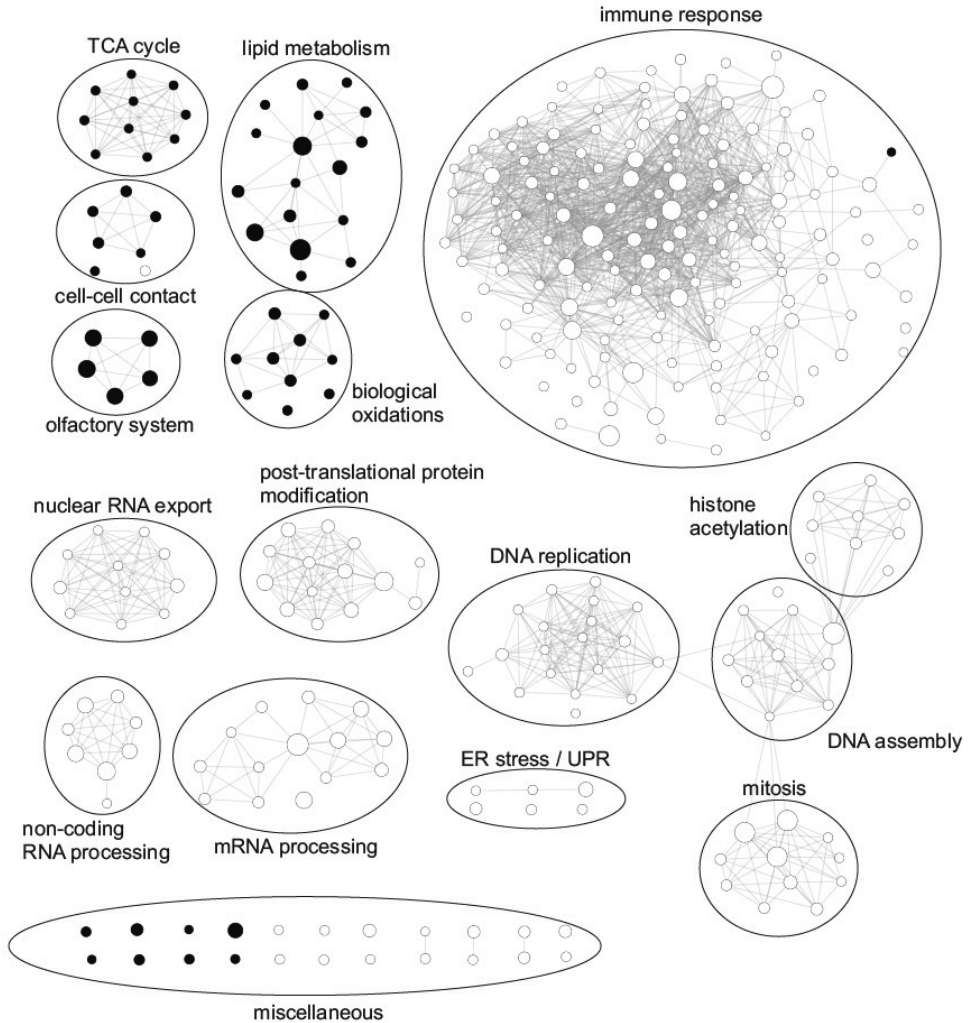 immune response
TCA cycle
lipid metabolism
cell-cell contact
olfactory system
biological
oxidations
nuclear RNA export
post-translational protein
modification
DNA replication
histone
acetylation
DNA assembly
non-coding
RNA processing
mRNA processing
ER stress / UPR
mitosis
miscellaneous